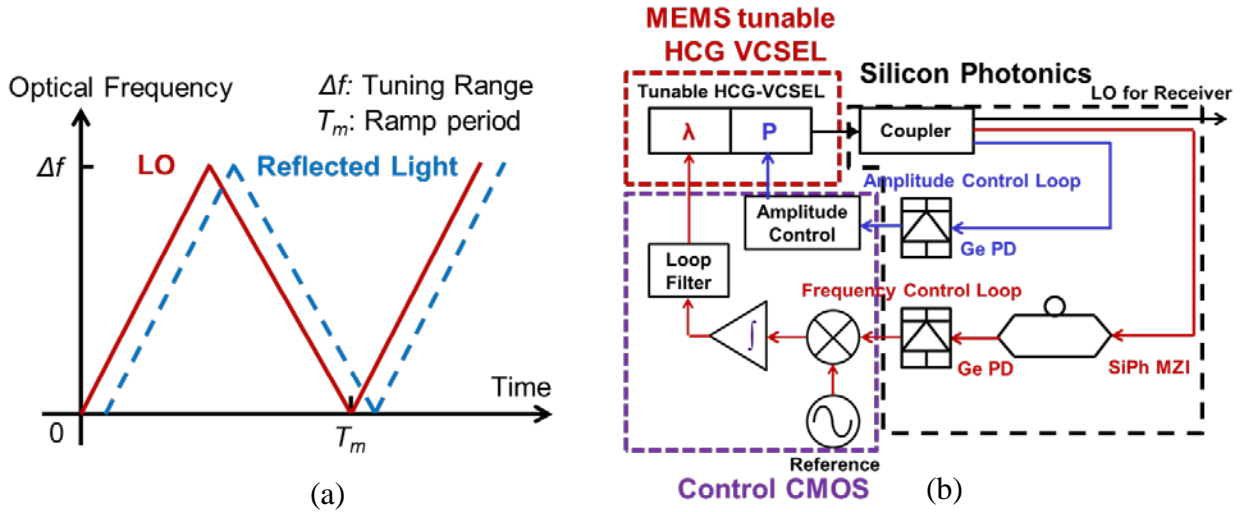 Optical Frequency
Δf: Tuning Range
Tm: Ramp period
Δf
LO
Reflected Light
Time
0
Tm
(a)
MEMS tunable
HCG VCSEL
Silicon Photonics
Tunable HCG-VCSEL
LO for Receiver
λ
P
Coupler
Amplitude Control Loop
Amplitude
Control
Ge PD
Loop
Filter
Frequency Control Loop
∫
Ge PD
SiPh MZI
Reference
Control CMOS
(b)